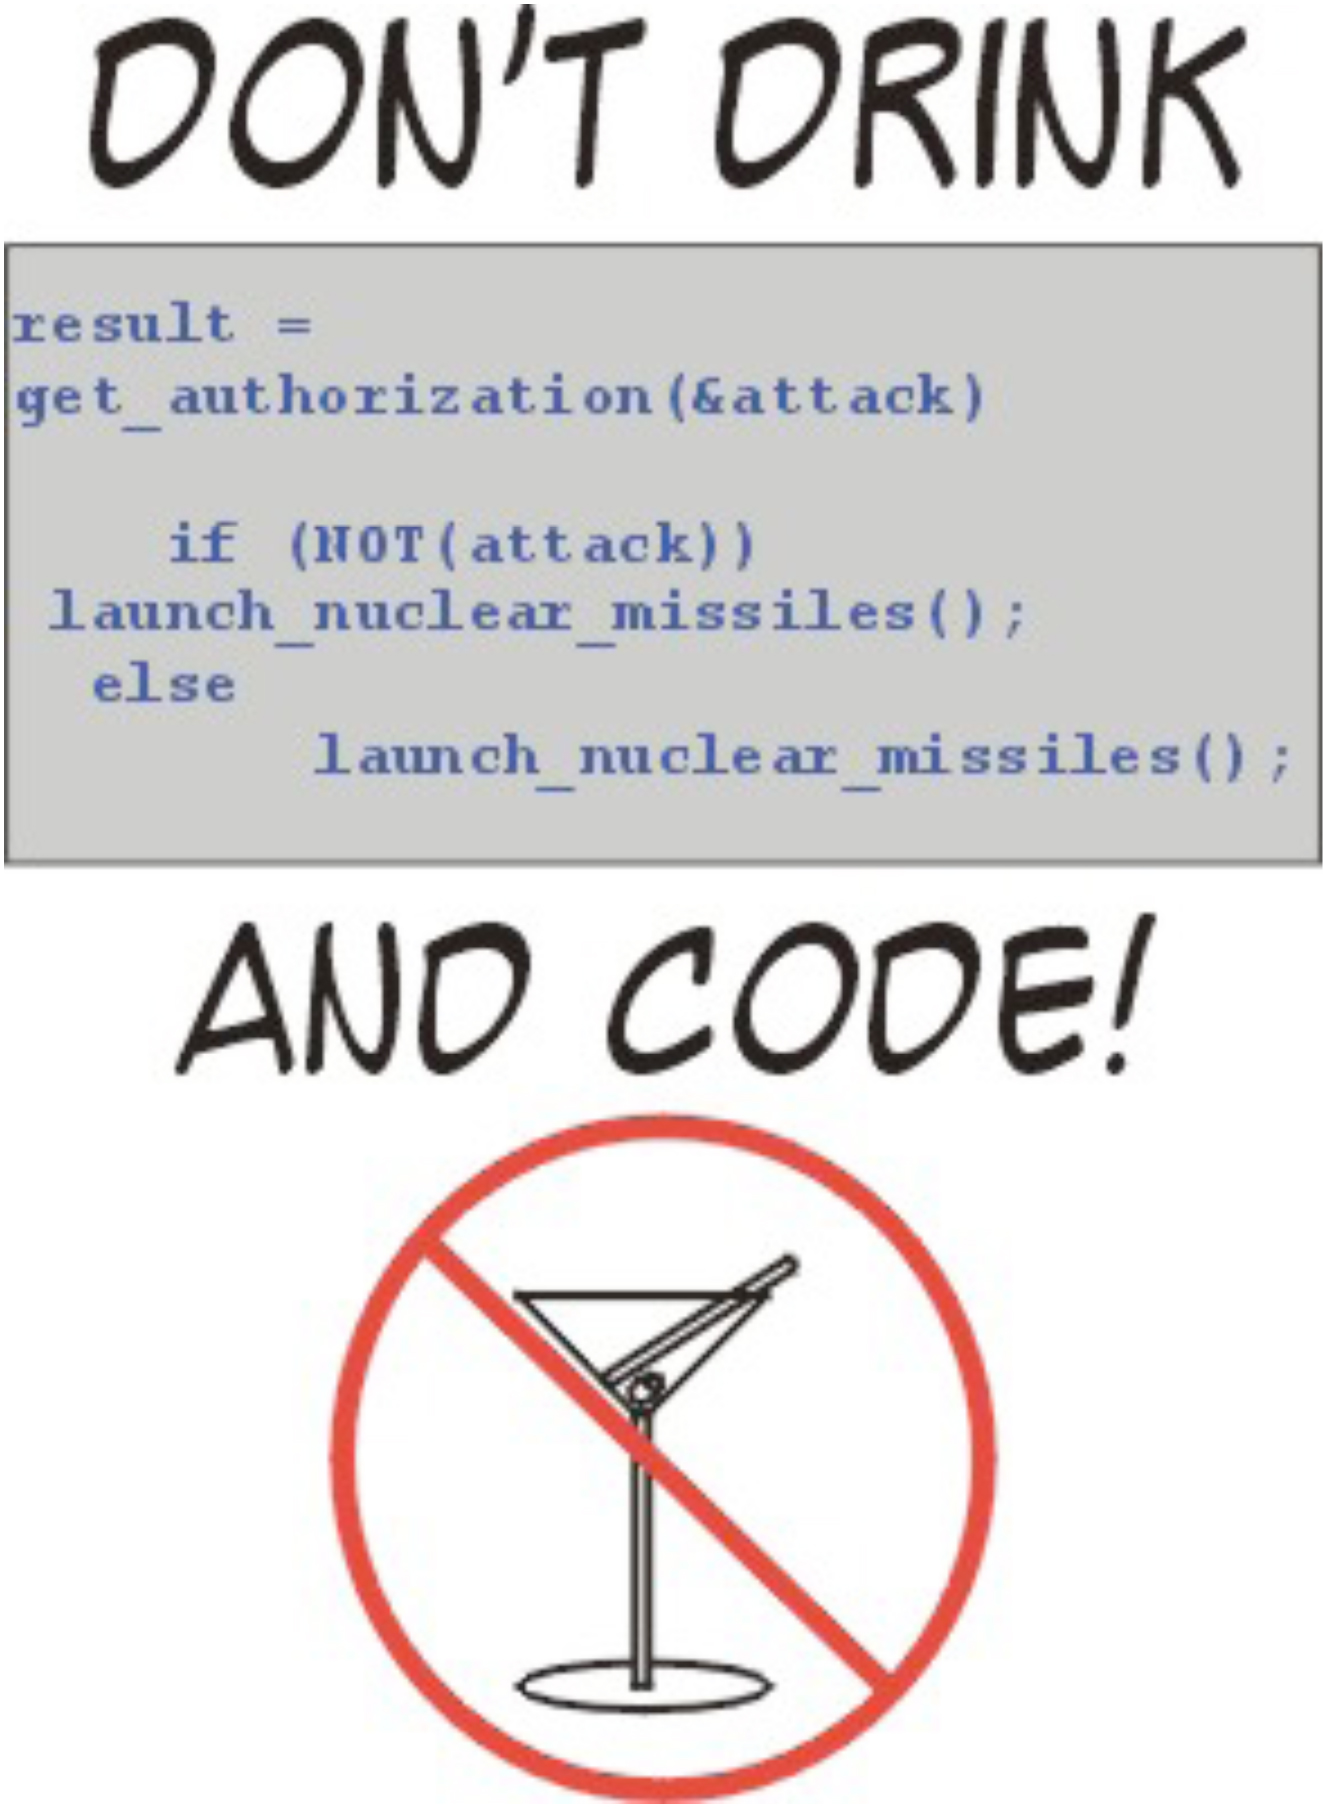 DON'T DRINK
result =
get_authorization(&attack)
if (NOT(attack))
launch_nuclear_missiles();
else
launch_nuclear_missiles();
AND CODE!